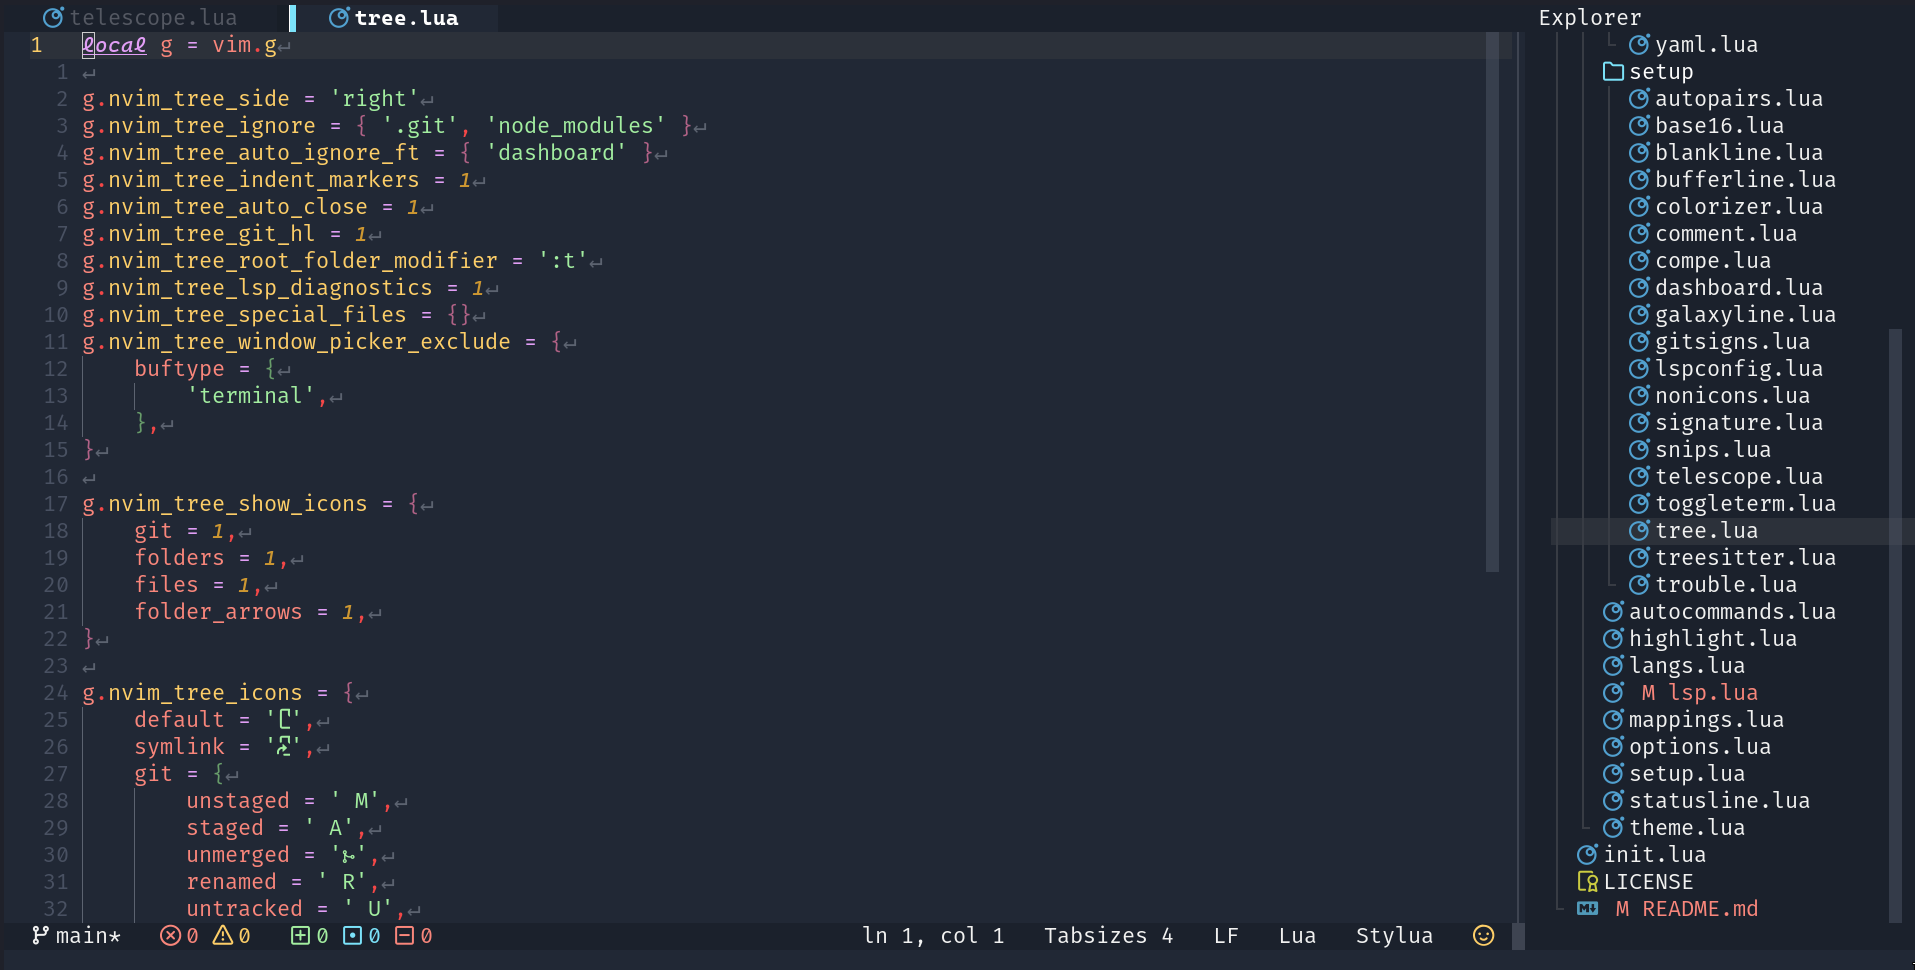 telescope.lua tree.lua
1 local g = vim.g↵
1 ↵
2 g.nvim_tree_side = 'right'↵
3 g.nvim_tree_ignore = { '.git', 'node_modules' }↵
4 g.nvim_tree_auto_ignore_ft = { 'dashboard' }↵
5 g.nvim_tree_indent_markers = 1↵
6 g.nvim_tree_auto_close = 1↵
7 g.nvim_tree_git_hl = 1↵
8 g.nvim_tree_root_folder_modifier = ':t'↵
9 g.nvim_tree_lsp_diagnostics = 1↵
10 g.nvim_tree_special_files = {}↵
11 g.nvim_tree_window_picker_exclude = {↵
12 buftype = {↵
13 'terminal',↵
14 },↵
15 }↵
16 ↵
17 g.nvim_tree_show_icons = {↵
18 git = 1,↵
19 folders = 1,↵
20 files = 1,↵
21 folder_arrows = 1,↵
22 }↵
23 ↵
24 g.nvim_tree_icons = {↵
25 default = '',↵
26 symlink = '',↵
27 git = {↵
28 unstaged = ' M',↵
29 staged = ' A',↵
30 unmerged = '',↵
31 renamed = ' R',↵
32 untracked = ' U',↵
main* 0 0 0 0 0 ln 1, col 1 Tabsizes 4 LF Lua Stylua
Explorer
yaml.lua
setup
autopairs.lua
base16.lua
blankline.lua
bufferline.lua
colorizer.lua
comment.lua
compe.lua
dashboard.lua
galaxyline.lua
gitsigns.lua
lspconfig.lua
nonicons.lua
signature.lua
snips.lua
telescope.lua
toggleterm.lua
tree.lua
treesitter.lua
trouble.lua
autocommands.lua
highlight.lua
langs.lua
M lsp.lua
mappings.lua
options.lua
setup.lua
statusline.lua
theme.lua
init.lua
LICENSE
M README.md